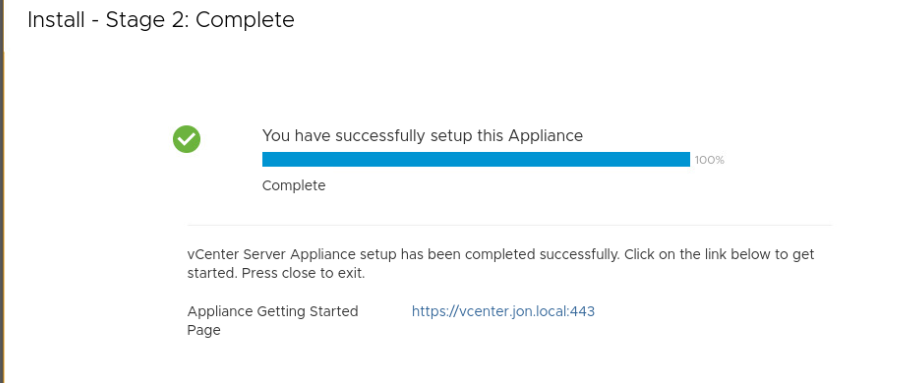 Install - Stage 2: Complete
You have successfully setup this Appliance
100%
Complete
vCenter Server Appliance setup has been completed successfully. Click on the link below to get
started. Press close to exit.
Appliance Getting Started https://vcenter.jon.local:443
Page